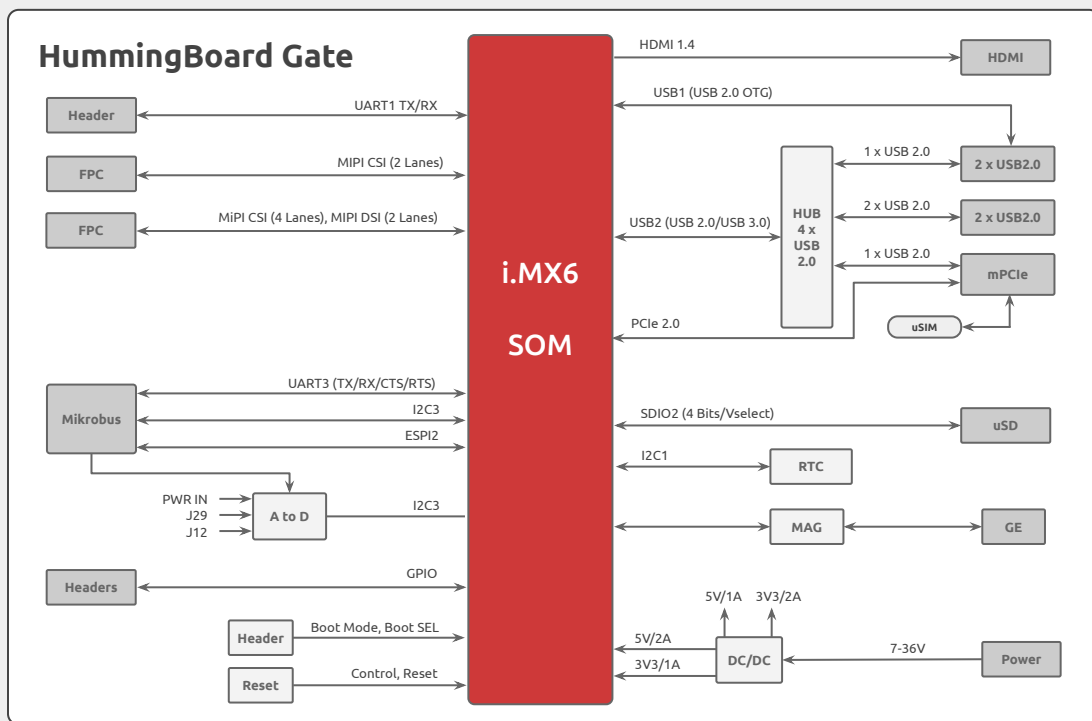 HummingBoard Gate
HDMI 1.4
HDMI
USB1 (USB 2.0 OTG)
Header
UART1 TX/RX
1 x USB 2.0
2 x USB2.0
FPC
MIPI CSI (2 Lanes)
2 x USB 2.0
2 x USB2.0
FPC
MiPI CSI (4 Lanes), MIPI DSI (2 Lanes)
USB2 (USB 2.0/USB 3.0)
HUB
4 x
USB
2.0
1 x USB 2.0
mPCIe
i.MX6
SOM
PCIe 2.0
uSIM
Mikrobus
UART3 (TX/RX/CTS/RTS)
I2C3
ESPI2
SDIO2 (4 Bits/Vselect)
uSD
I2C1
RTC
PWR IN
J29
J12
A to D
I2C3
MAG
GE
Headers
GPIO
5V/1A
3V3/2A
Header
Boot Mode, Boot SEL
5V/2A
3V3/1A
DC/DC
7-36V
Power
Reset
Control, Reset